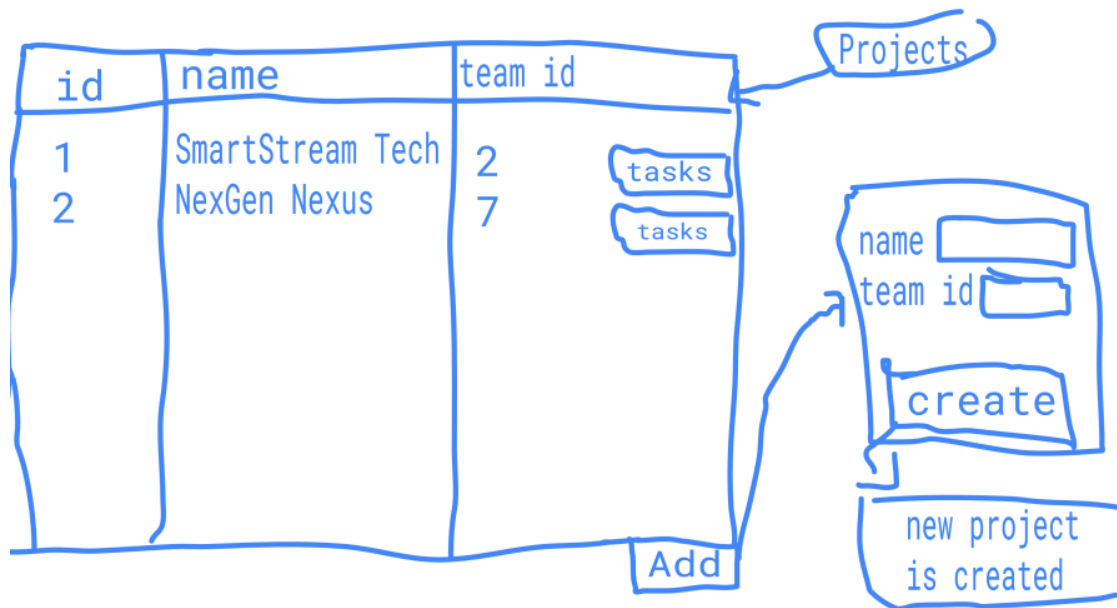 Projects
id name team id
1 SmartStream Tech 2 tasks
2 NexGen Nexus 7 tasks
name
team id
create
Add
new project
is created